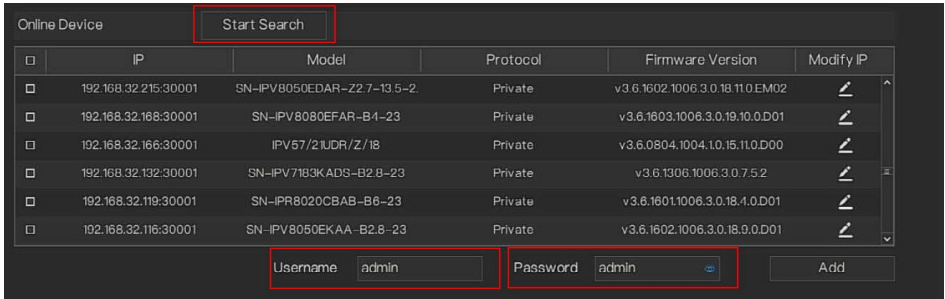 Online Device Start Search
IP Model Protocol Firmware Version Modify IP
192.168.32.215:30001 SN-IPV8050EDAR-Z2.7-13.5-2. Private v3.6.1602.1006.3.0.18.11.0.EM02
192.168.32.168:30001 SN-IPV8080EFAR-B4-23 Private v3.6.1603.1006.3.0.19.10.0.D01
192.168.32.166:30001 IPV57/21UDR/Z/18 Private v3.6.0804.1004.1.0.15.11.0.D00
192.168.32.132:30001 SN-IPV7183KADS-B2.8-23 Private v3.6.1306.1006.3.0.7.5.2
192.168.32.119:30001 SN-IPR8020CBAB-B6-23 Private v3.6.1601.1006.3.0.18.4.0.D01
192.168.32.116:30001 SN-IPV8050EKAA-B2.8-23 Private v3.6.1602.1006.3.0.18.9.0.D01
Username admin Password admin Add